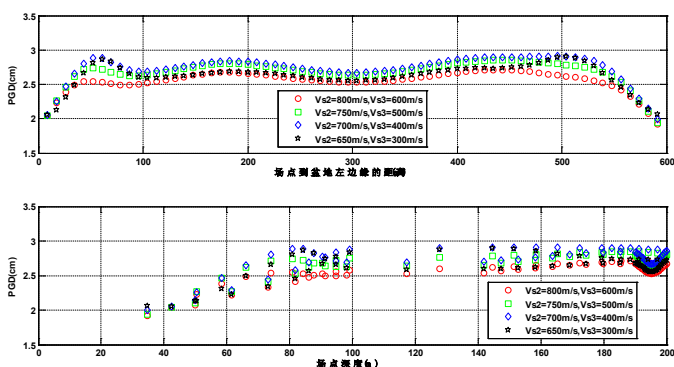 3.5
3
2.5
2
1.5
PGD(cm)
0 100 200 300 400 500 600
场点到盆地左边缘的距离
Vs2=800m/s,Vs3=600m/s
Vs2=750m/s,Vs3=500m/s
Vs2=700m/s,Vs3=400m/s
Vs2=650m/s,Vs3=300m/s
3.5
3
2.5
2
1.5
PGD(cm)
0 20 40 60 80 100 120 140 160 180 200
场点深度
Vs2=800m/s,Vs3=600m/s
Vs2=750m/s,Vs3=500m/s
Vs2=700m/s,Vs3=400m/s
Vs2=650m/s,Vs3=300m/s